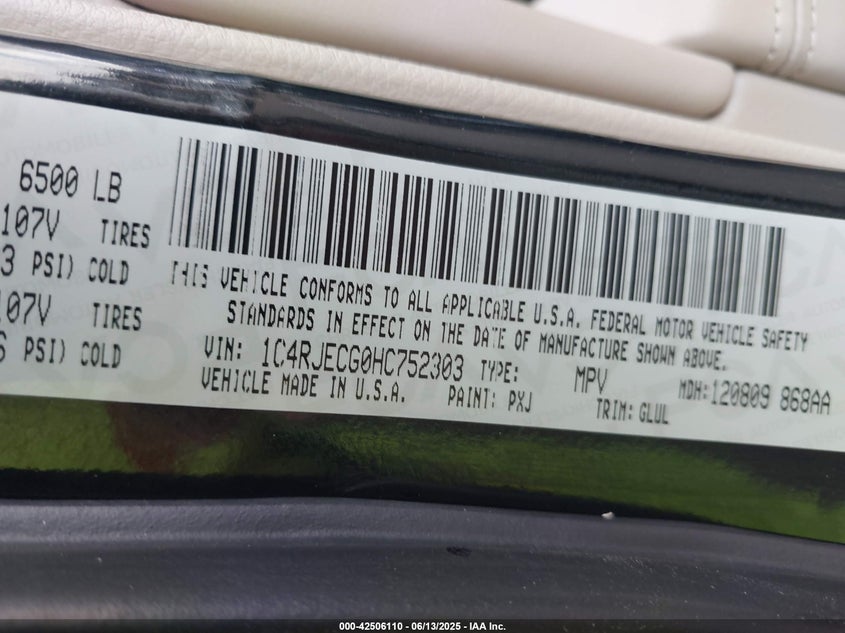 6500 LB
107V TIRES
3 PSI) COLD
107V TIRES
PSI) COLD
THIS VEHICLE CONFORMS TO ALL APPLICABLE U.S.A. FEDERAL MOTOR VEHICLE SAFETY
STANDARDS IN EFFECT ON THE DATE OF MANUFACTURE SHOWN ABOVE.
VIN: 1C4RJECG0HC752303 TYPE: MPV MDH:120809 868AA
VEHICLE MADE IN U.S.A. PAINT: PXJ TRIM: GLUL
000-42506110 - 06/13/2025 - IAA Inc.